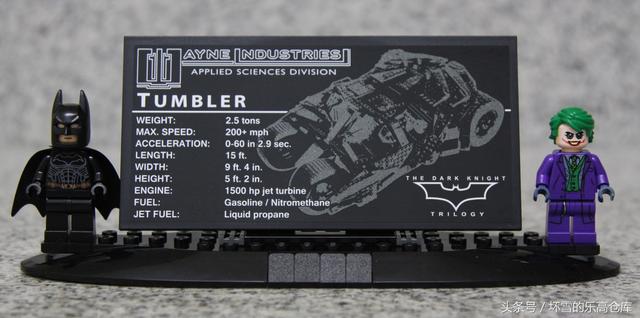 WAYNE INDUSTRIES
APPLIED SCIENCES DIVISION
TUMBLER
WEIGHT: 2.5 tons
MAX. SPEED: 200+ mph
ACCELERATION: 0-60 in 2.9 sec.
LENGTH: 15 ft.
WIDTH: 9 ft. 4 in.
HEIGHT: 5 ft. 2 in.
ENGINE: 1500 hp jet turbine
FUEL: Gasoline / Nitromethane
JET FUEL: Liquid propane
THE DARK KNIGHT
TRILOGY
头条号 / 坏雪的乐高仓库